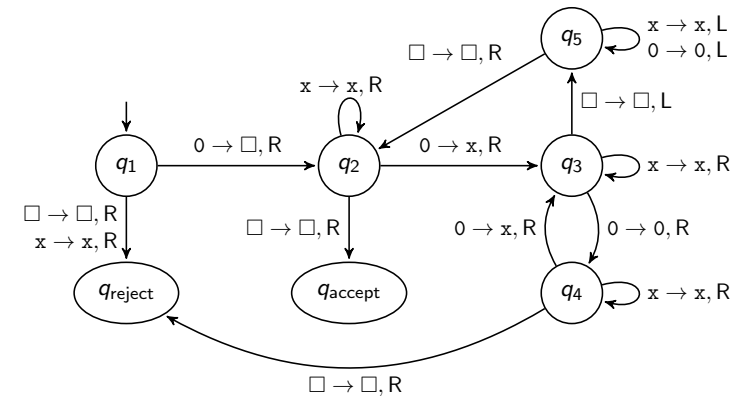 q5
x → x, L
0 → 0, L
□ → □, R
x → x, R
□ → □, L
q1
0 → □, R
q2
0 → x, R
q3
x → x, R
□ → □, R
x → x, R
□ → □, R
0 → x, R
0 → 0, R
qreject
qaccept
q4
x → x, R
□ → □, R